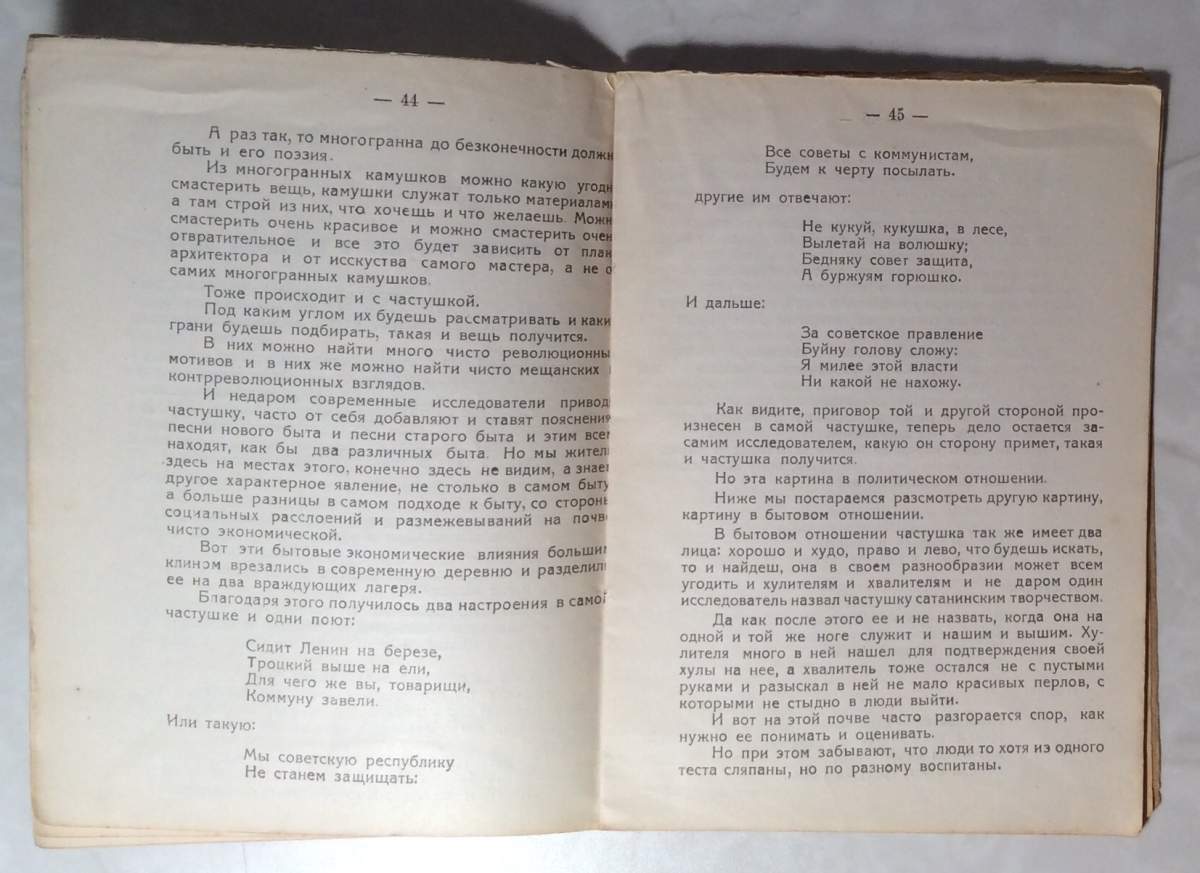 — 44 —
А раз так, то многогранна до безконечности должн
быть и его поэзия.
Из многогранных камушков можно какую угодн
смастерить вещь, камушки служат только материалам
а там строй из них, что хочешь и что желаешь. Можн
смастерить очень красивое и можно смастерить очен
отвратительное и все это будет зависить от план
архитектора и от исскуства самого мастера, а не о
самих многогранных камушков.
Тоже происходит и с частушкой.
Под каким углом их будешь рассматривать и каки
грани будешь подбирать, такая и вещь получится.
В них можно найти много чисто революционны
мотивов и в них же можно найти чисто мещанских
контрреволюционных взглядов.
И недаром современные исследователи приводя
частушку, часто от себя добавляют и ставят пояснения
песни нового быта и песни старого быта и этим всем
находят, как бы два различных быта. Но мы жител
здесь на местах этого, конечно здесь не видим, а знаем
другое характерное явление, не столько в самом быту
а больше разницы в самом подходе к быту, со стороны
социальных расслоений и размежевываний на почве
чисто экономической.
Вот эти бытовые экономические влияния большим
клином врезались в современную деревню и разделили
ее на два враждующих лагеря.
Благодаря этого получилось два настроения в самой
частушке и одни поют:
Сидит Ленин на березе,
Троцкий выше на ели,
Для чего же вы, товарищи,
Коммуну завели.
Или такую:
Мы советскую республику
Не станем защищать:
— 45 —
Все советы с коммунистам,
Будем к черту посылать.
другие им отвечают:
Не кукуй, кукушка, в лесе,
Вылетай на волюшку;
Бедняку совет защита,
А буржуям горюшко.
И дальше:
За советское правление
Буйну голову сложу:
Я милее этой власти
Ни какой не нахожу.
Как видите, приговор той и другой стороной про-
изнесен в самой частушке, теперь дело остается за-
самим исследователем, какую он сторону примет, такая
и частушка получится.
Но эта картина в политическом отношении.
Ниже мы постараемся разсмотреть другую картину,
картину в бытовом отношении.
В бытовом отношении частушка так же имеет два
лица: хорошо и худо, право и лево, что будешь искать,
то и найдеш, она в своем разнообразии может всем
угодить и хулителям и хвалителям и не даром один
исследователь назвал частушку сатанинским творчеством.
Да как после этого ее и не назвать, когда она на
одной и той же ноге служит и нашим и вышим. Ху-
лителя много в ней нашел для подтверждения своей
хулы на нее, а хвалитель тоже остался не с пустыми
руками и разыскал в ней не мало красивых перлов, с
которыми не стыдно в люди выйти.
И вот на этой почве часто разгорается спор, как
нужно ее понимать и оценивать.
Но при этом забывают, что люди то хотя из одного
теста сляпаны, но по разному воспитаны.